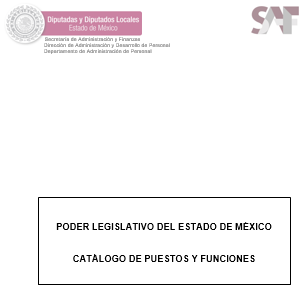 Diputadas y Diputados Locales
Estado de México
SAF
Secretaría de Administración y Finanzas
Dirección de Administración y Desarrollo de Personal
Departamento de Administración de Personal
PODER LEGISLATIVO DEL ESTADO DE MÉXICO
CATÁLOGO DE PUESTOS Y FUNCIONES